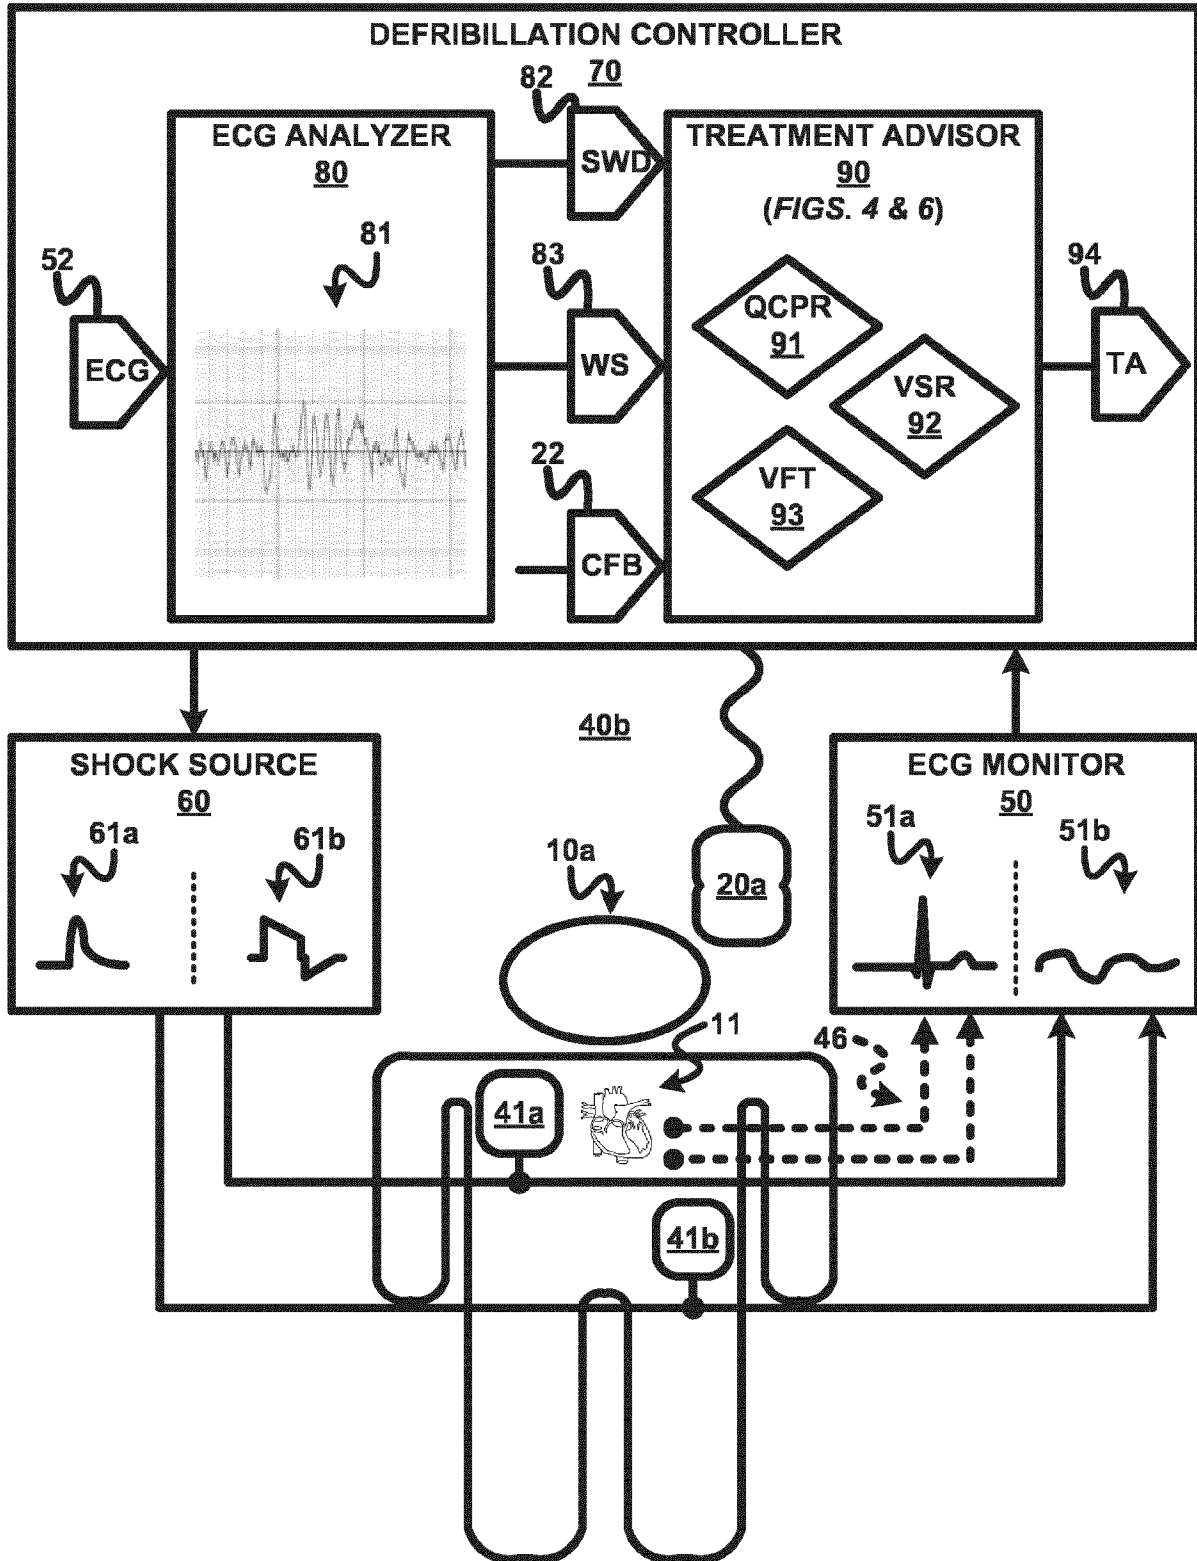 DEFRIBILLATION CONTROLLER
70
82
ECG ANALYZER
80
SWD
TREATMENT ADVISOR
90
(FIGS. 4 & 6)
81
52
83
94
ECG
QCPR
91
WS
VSR
92
TA
22
VFT
93
CFB
40b
SHOCK SOURCE
60
61a
61b
ECG MONITOR
50
51a
51b
10a
20a
11
46
41a
41b